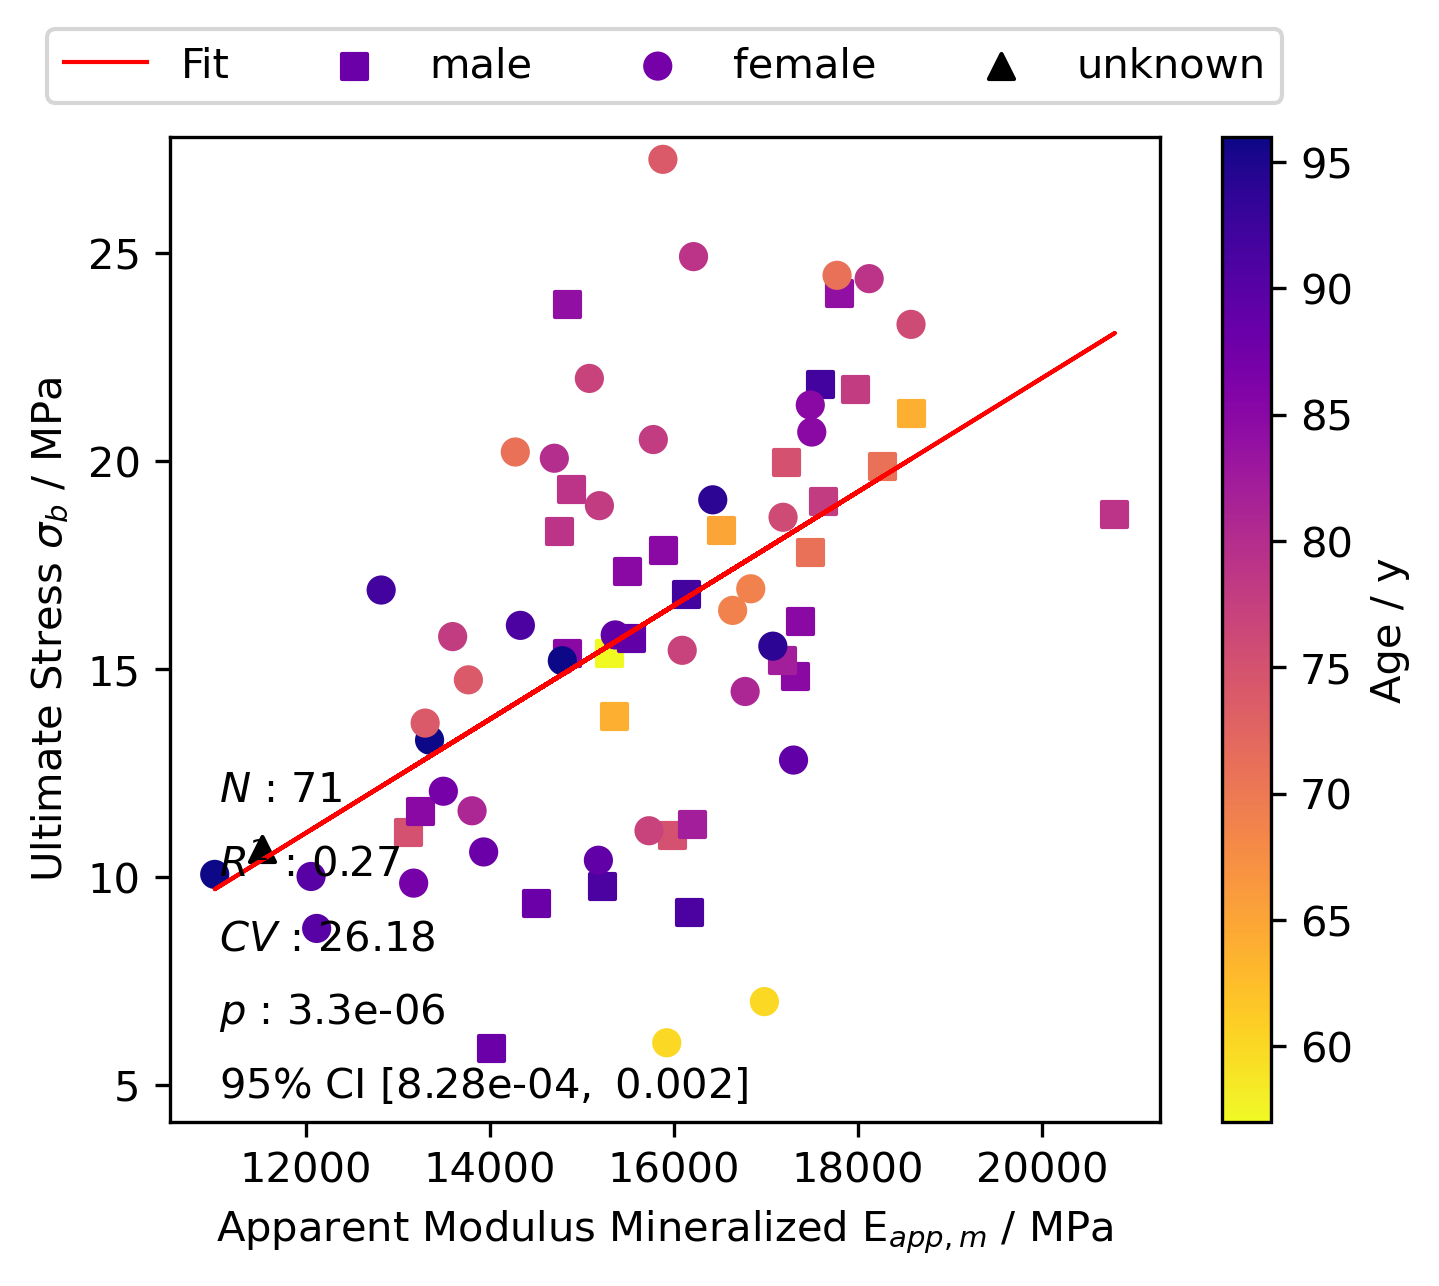 Fit male female unknown
Ultimate Stress σb / MPa
25
20
15
10
5
N : 71
R² : 0.27
CV : 26.18
p : 3.3e-06
95% CI [8.28e-04, 0.002]
12000 14000 16000 18000 20000
Apparent Modulus Mineralized Eapp, m / MPa
95
90
85
80
75
70
65
60
Age / y